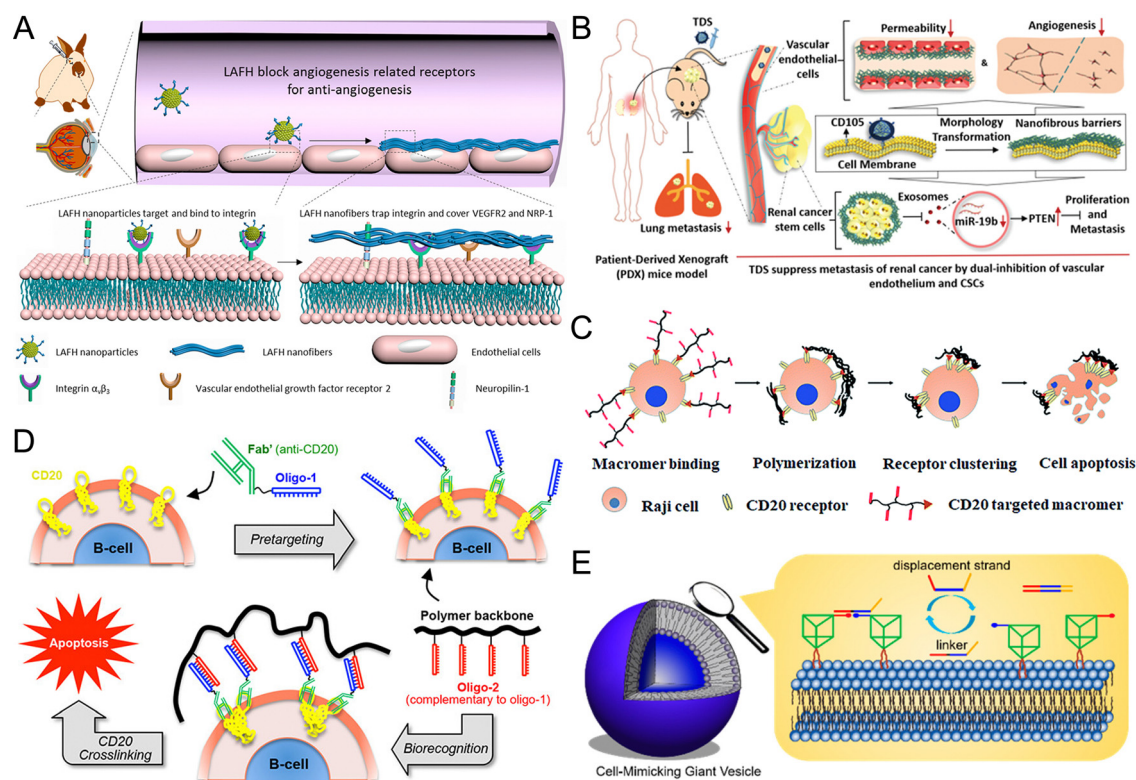 A
LAFH block angiogenesis related receptors
for anti-angiogenesis
LAFH nanoparticles target and bind to integrin
LAFH nanofibers trap integrin and cover VEGFR2 and NRP-1
LAFH nanoparticles
LAFH nanofibers
Endothelial cells
Integrin αvβ3
Vascular endothelial growth factor receptor 2
Neuropilin-1
B
TDS
Vascular
endothelial
cells
Permeability
&
Angiogenesis
CD105
Cell Membrane
Morphology
Transformation
Nanofibrous barriers
Lung metastasis
Renal cancer
stem cells
Exosomes
miR-19b
PTEN
Proliferation
and
Metastasis
Patient-Derived Xenograft
(PDX) mice model
TDS suppress metastasis of renal cancer by dual-inhibition of vascular
endothelium and CSCs
C
Macromer binding
Polymerization
Receptor clustering
Cell apoptosis
Raji cell
CD20 receptor
CD20 targeted macromer
D
CD20
Fab' (anti-CD20)
Oligo-1
B-cell
Pretargeting
B-cell
Apoptosis
Polymer backbone
Oligo-2
(complementary to oligo-1)
CD20
Crosslinking
B-cell
Biorecognition
E
displacement strand
linker
Cell-Mimicking Giant Vesicle